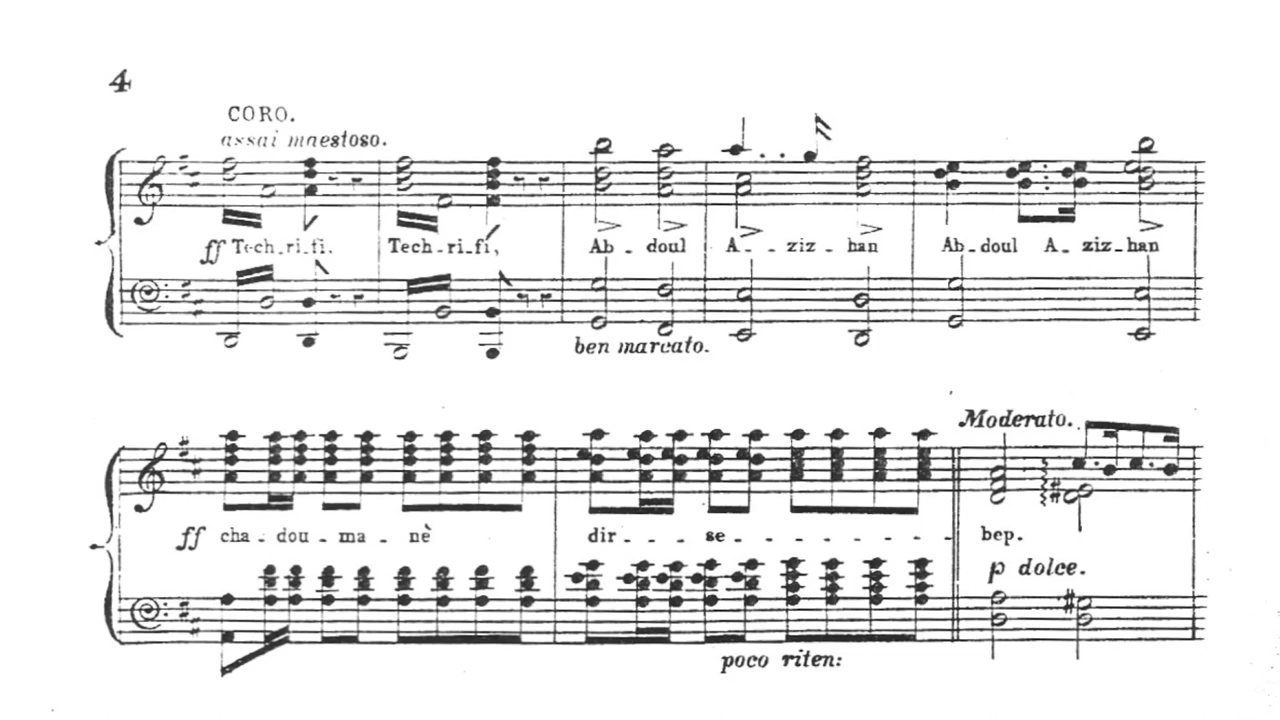 4
CORO.
assai maestoso.
ff Tech-ri-fi, Tech-ri-fi, Ab-doul A--ziz-han Ab-doul A-ziz-han
ben marcato.
Moderato.
ff cha-dou-ma-nè dir---se------- bep.
p dolce.
poco riten: